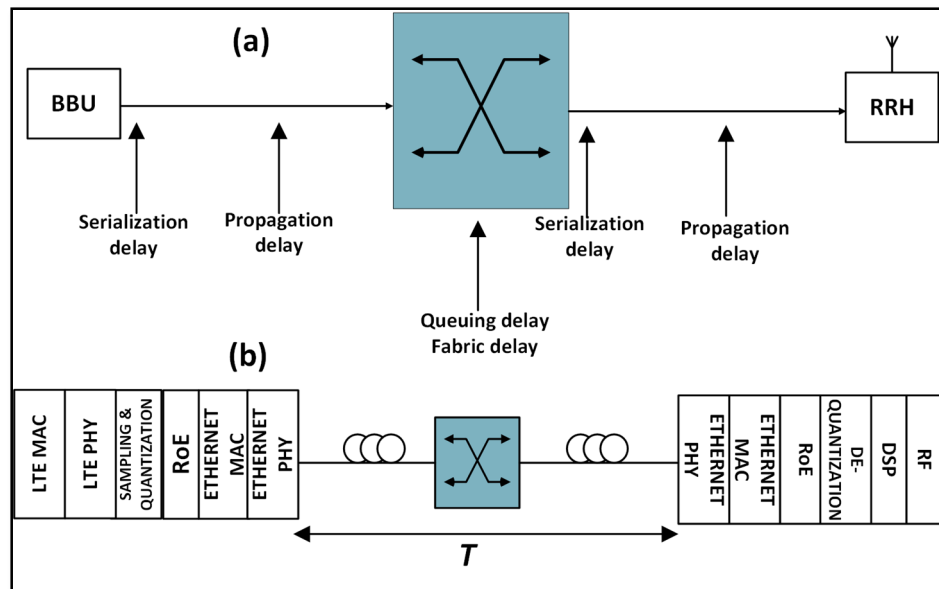 (a)
BBU
RRH
Serialization
delay
Propagation
delay
Serialization
delay
Propagation
delay
Queuing delay
Fabric delay
(b)
LTE MAC
LTE PHY
SAMPLING &
QUANTIZATION
RoE
ETHERNET
MAC
ETHERNET
PHY
ETHERNET
PHY
ETHERNET
MAC
RoE
DE-
QUANTIZATION
DSP
RF
T